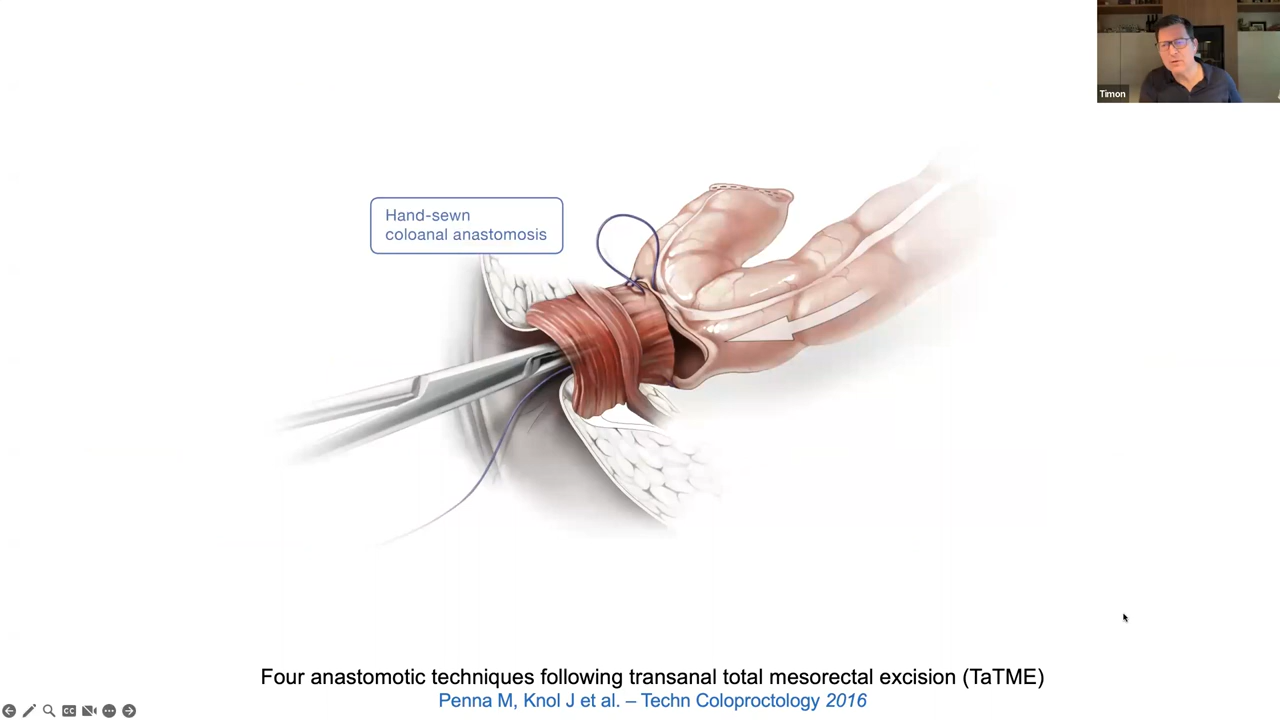 Timon
Hand-sewn
coloanal anastomosis
Four anastomotic techniques following transanal total mesorectal excision (TaTME)
Penna M, Knol J et al. – Techn Coloproctology 2016
CC